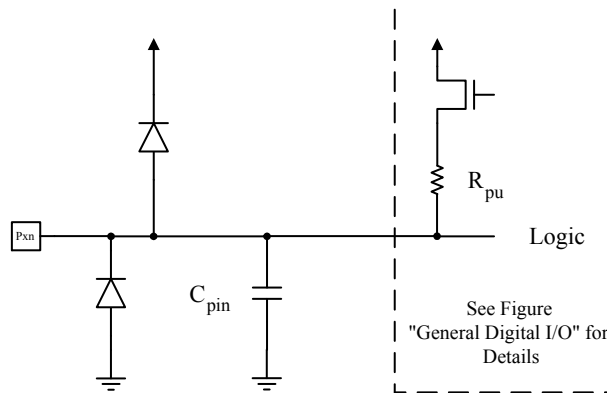 Pxn
C pin
R pu
Logic
See Figure
"General Digital I/O" for
Details